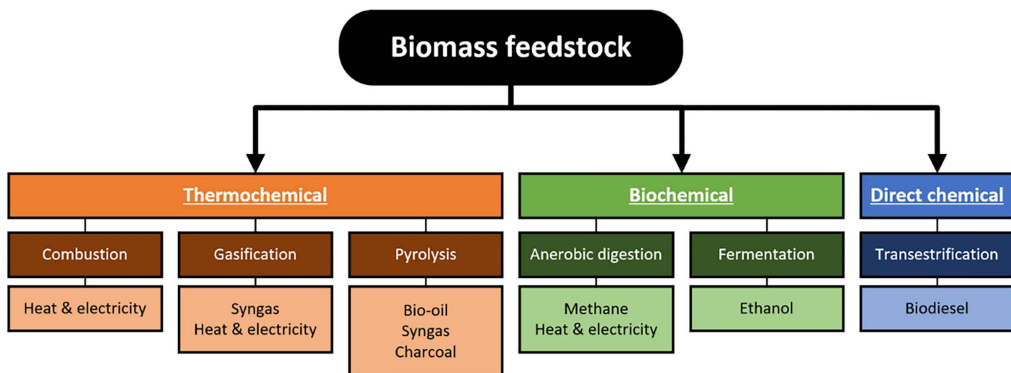 Biomass feedstock
Thermochemical
Biochemical
Direct chemical
Combustion
Gasification
Pyrolysis
Anerobic digestion
Fermentation
Transestrification
Heat & electricity
Syngas
Heat & electricity
Bio-oil
Syngas
Charcoal
Methane
Heat & electricity
Ethanol
Biodiesel